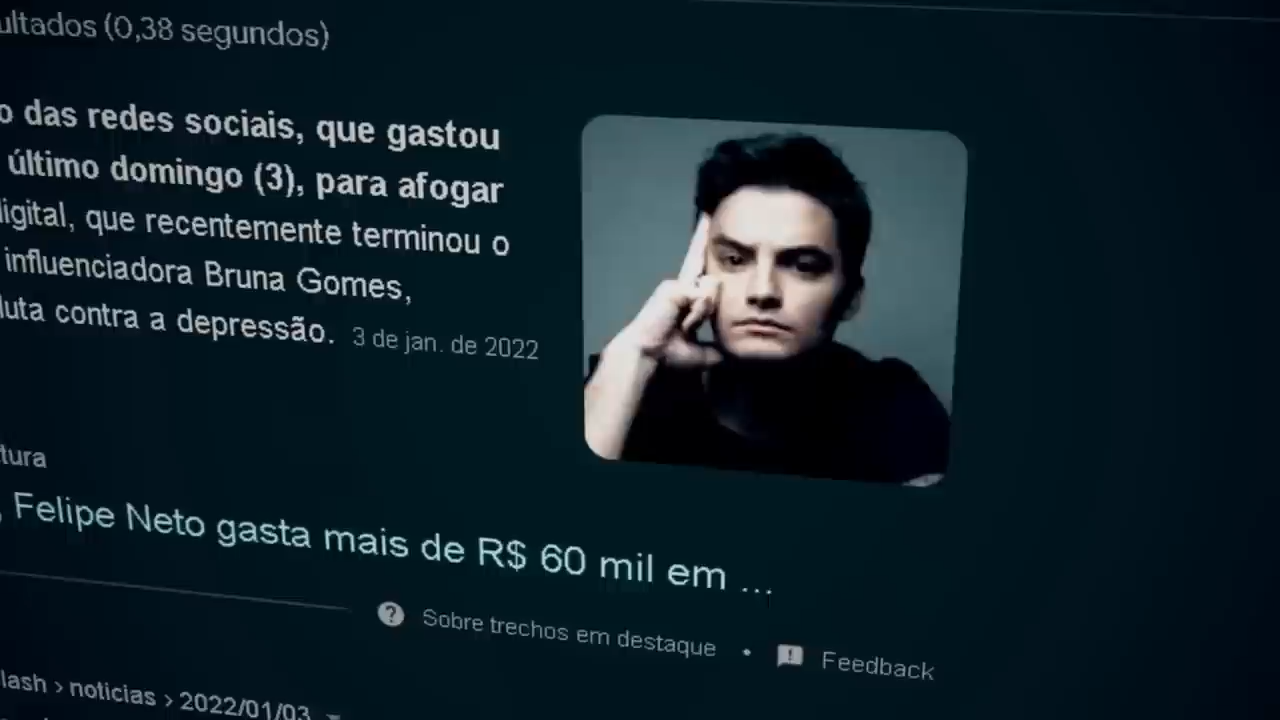 ultados (0,38 segundos)
o das redes sociais, que gastou
último domingo (3), para afogar
igital, que recentemente terminou o
influenciadora Bruna Gomes,
luta contra a depressão. 3 de jan. de 2022
tura
, Felipe Neto gasta mais de R$ 60 mil em ...
Sobre trechos em destaque • Feedback
lash › noticias › 2022/01/03